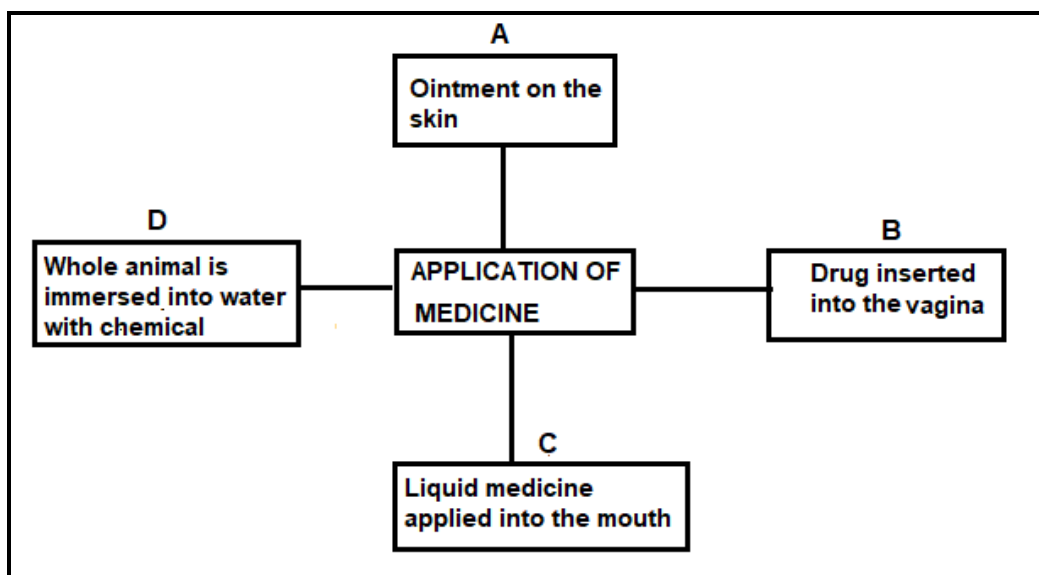 A
Ointment on the
skin
D
Whole animal is
immersed into water
with chemical
APPLICATION OF
MEDICINE
B
Drug inserted
into the vagina
C
Liquid medicine
applied into the mouth